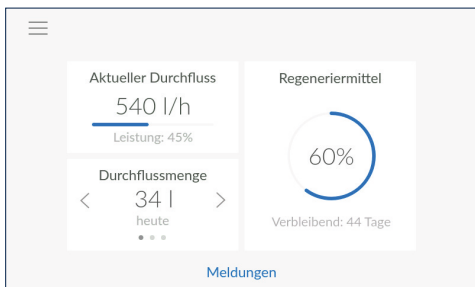 Aktueller Durchfluss
540 l/h
Leistung: 45%
Durchflussmenge
34 l
heute
Regeneriermittel
60%
Verbleibend: 44 Tage
Meldungen